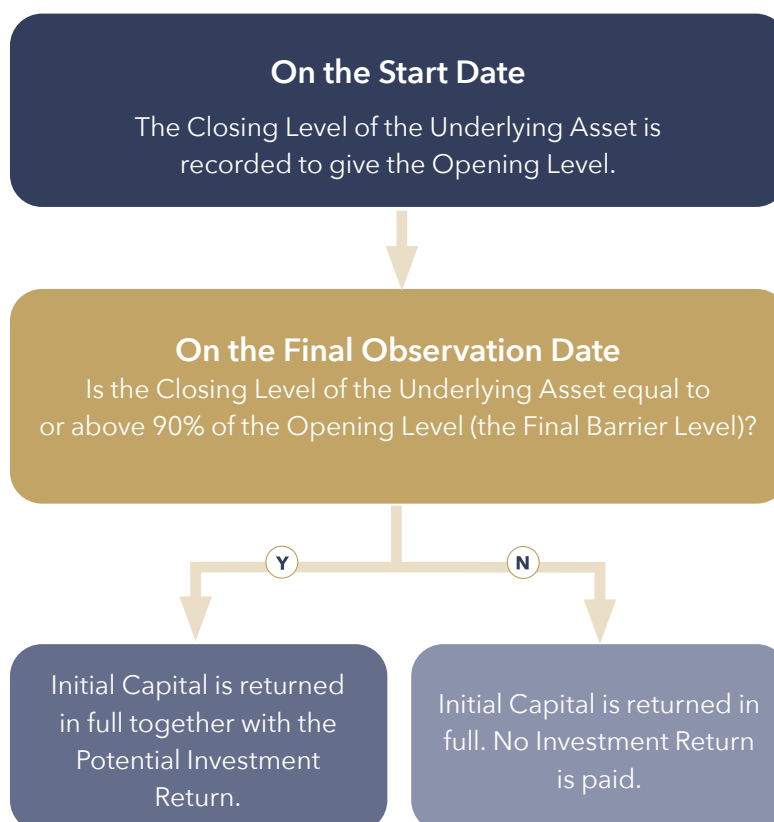 On the Start Date
The Closing Level of the Underlying Asset is
recorded to give the Opening Level.
On the Final Observation Date
Is the Closing Level of the Underlying Asset equal to
or above 90% of the Opening Level (the Final Barrier Level)?
Y
N
Initial Capital is returned
in full together with the
Potential Investment
Return.
Initial Capital is returned in
full. No Investment Return
is paid.